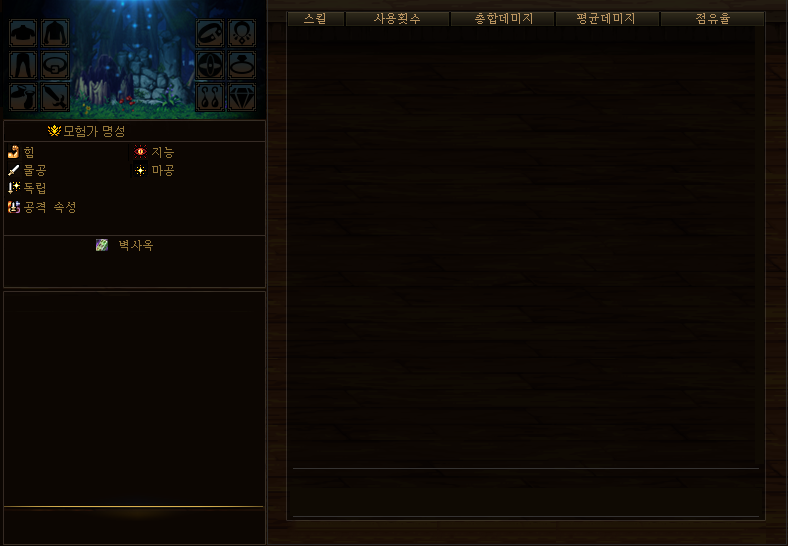 스킬 사용횟수 총합데미지 평균데미지 점유율
모험가 명성
힘 지능
물공 마공
독립
공격 속성
벽사옥